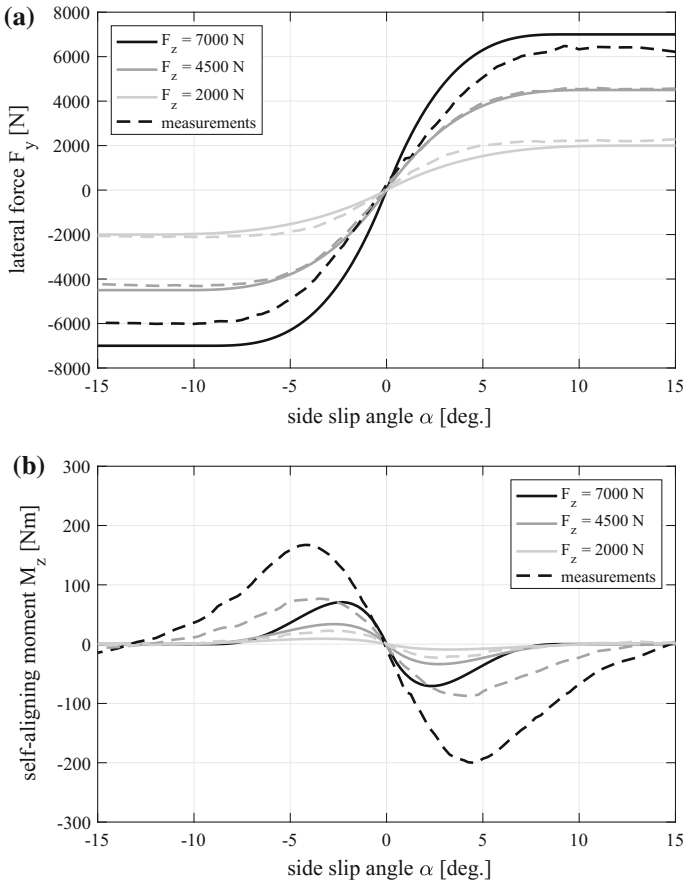 (a)
8000
6000
4000
2000
0
-2000
-4000
-6000
-8000
lateral force F_y [N]
F_z = 7000 N
F_z = 4500 N
F_z = 2000 N
measurements
-15 -10 -5 0 5 10 15
side slip angle α [deg.]
(b)
300
200
100
0
-100
-200
-300
self-aligning moment M_z [Nm]
F_z = 7000 N
F_z = 4500 N
F_z = 2000 N
measurements
-15 -10 -5 0 5 10 15
side slip angle α [deg.]